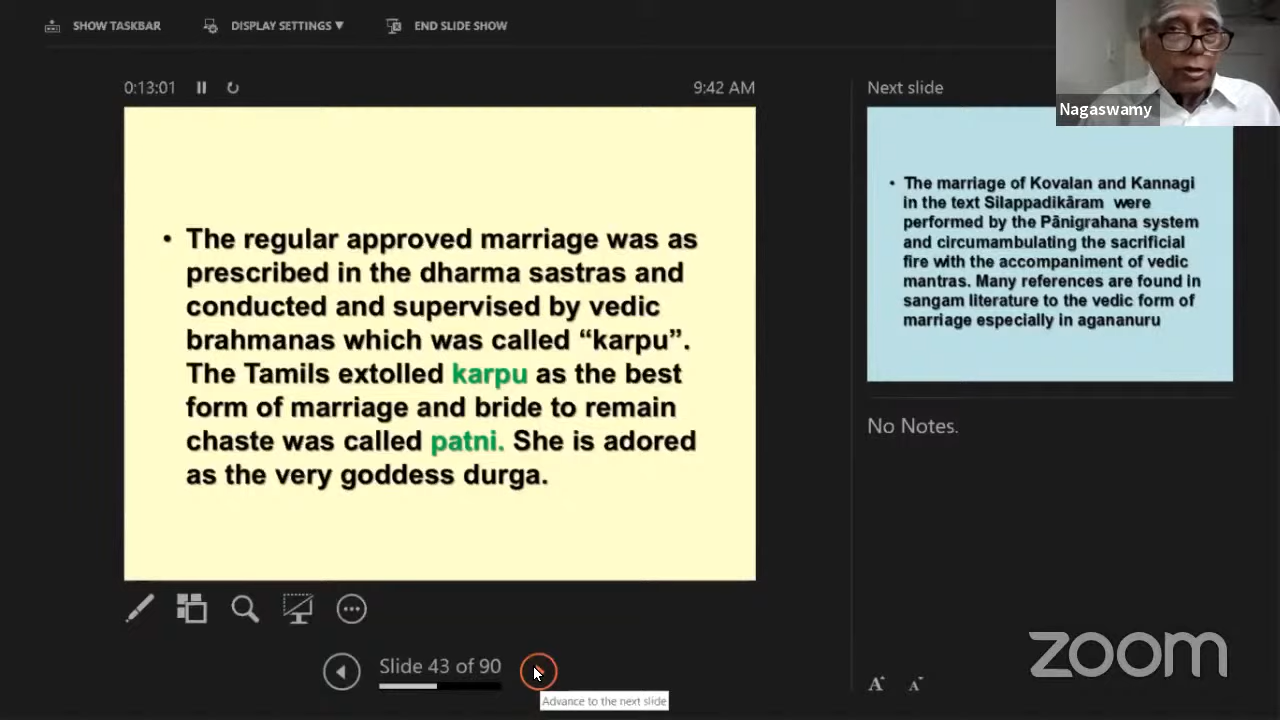 SHOW TASKBAR
DISPLAY SETTINGS ▼
END SLIDE SHOW
0:13:01
9:42 AM
• The regular approved marriage was as
prescribed in the dharma sastras and
conducted and supervised by vedic
brahmanas which was called “karpu”.
The Tamils extolled karpu as the best
form of marriage and bride to remain
chaste was called patni. She is adored
as the very goddess durga.
Slide 43 of 90
Advance to the next slide
Next slide
Nagaswamy
• The marriage of Kovalan and Kannagi
in the text Silappadikāram were
performed by the Pānigrahana system
and circumambulating the sacrificial
fire with the accompaniment of vedic
mantras. Many references are found in
sangam literature to the vedic form of
marriage especially in agananuru
No Notes.
A A
zoom